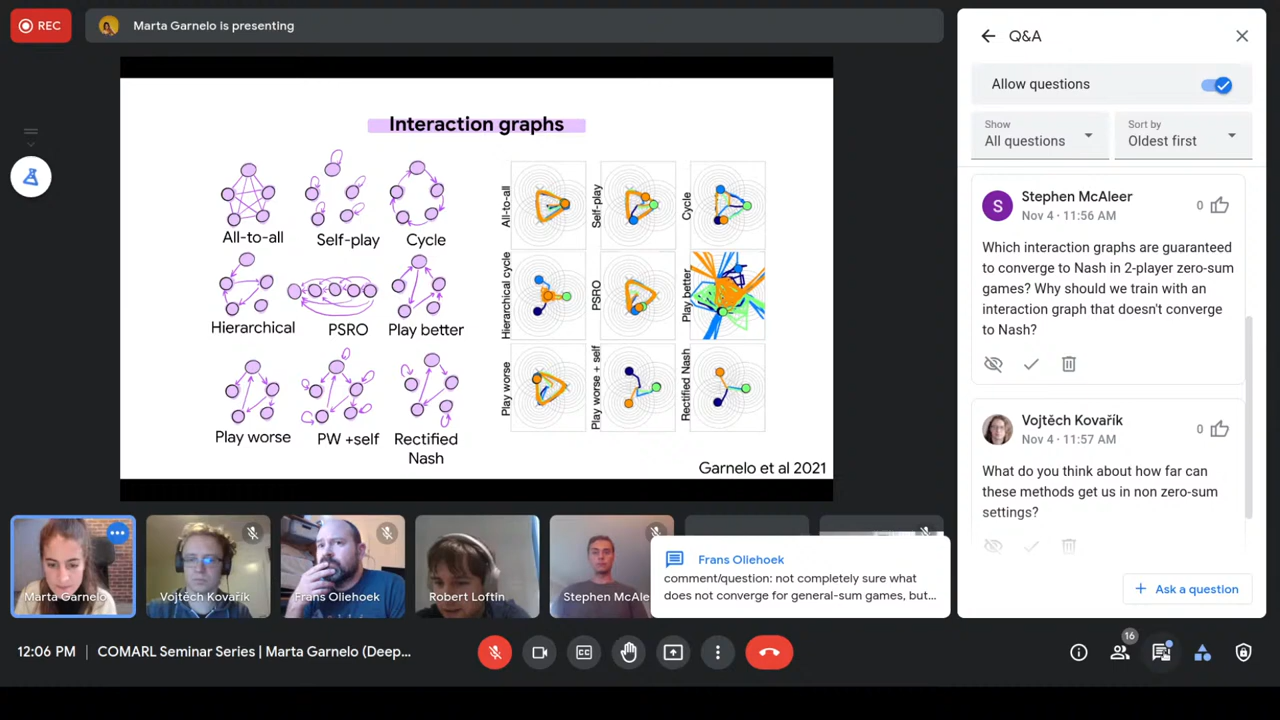 REC
Marta Garnelo is presenting
Interaction graphs
All-to-all
Self-play
Cycle
Hierarchical
PSRO
Play better
Play worse
PW +self
Rectified
Nash
All-to-all
Self-play
Cycle
Hierarchical cycle
PSRO
Play better
Play worse
Play worse + self
Rectified Nash
Garnelo et al 2021
Marta Garnelo
Vojtěch Kovařík
Frans Oliehoek
Robert Loftin
Stephen McAle
Frans Oliehoek
comment/question: not completely sure what
does not converge for general-sum games, but...
12:06 PM | COMARL Seminar Series | Marta Garnelo (Deep...
16
Q&A
Allow questions
Show
All questions
Sort by
Oldest first
S
Stephen McAleer
Nov 4 • 11:56 AM
0
Which interaction graphs are guaranteed
to converge to Nash in 2-player zero-sum
games? Why should we train with an
interaction graph that doesn't converge
to Nash?
Vojtěch Kovařík
Nov 4 • 11:57 AM
0
What do you think about how far can
these methods get us in non zero-sum
settings?
+ Ask a question